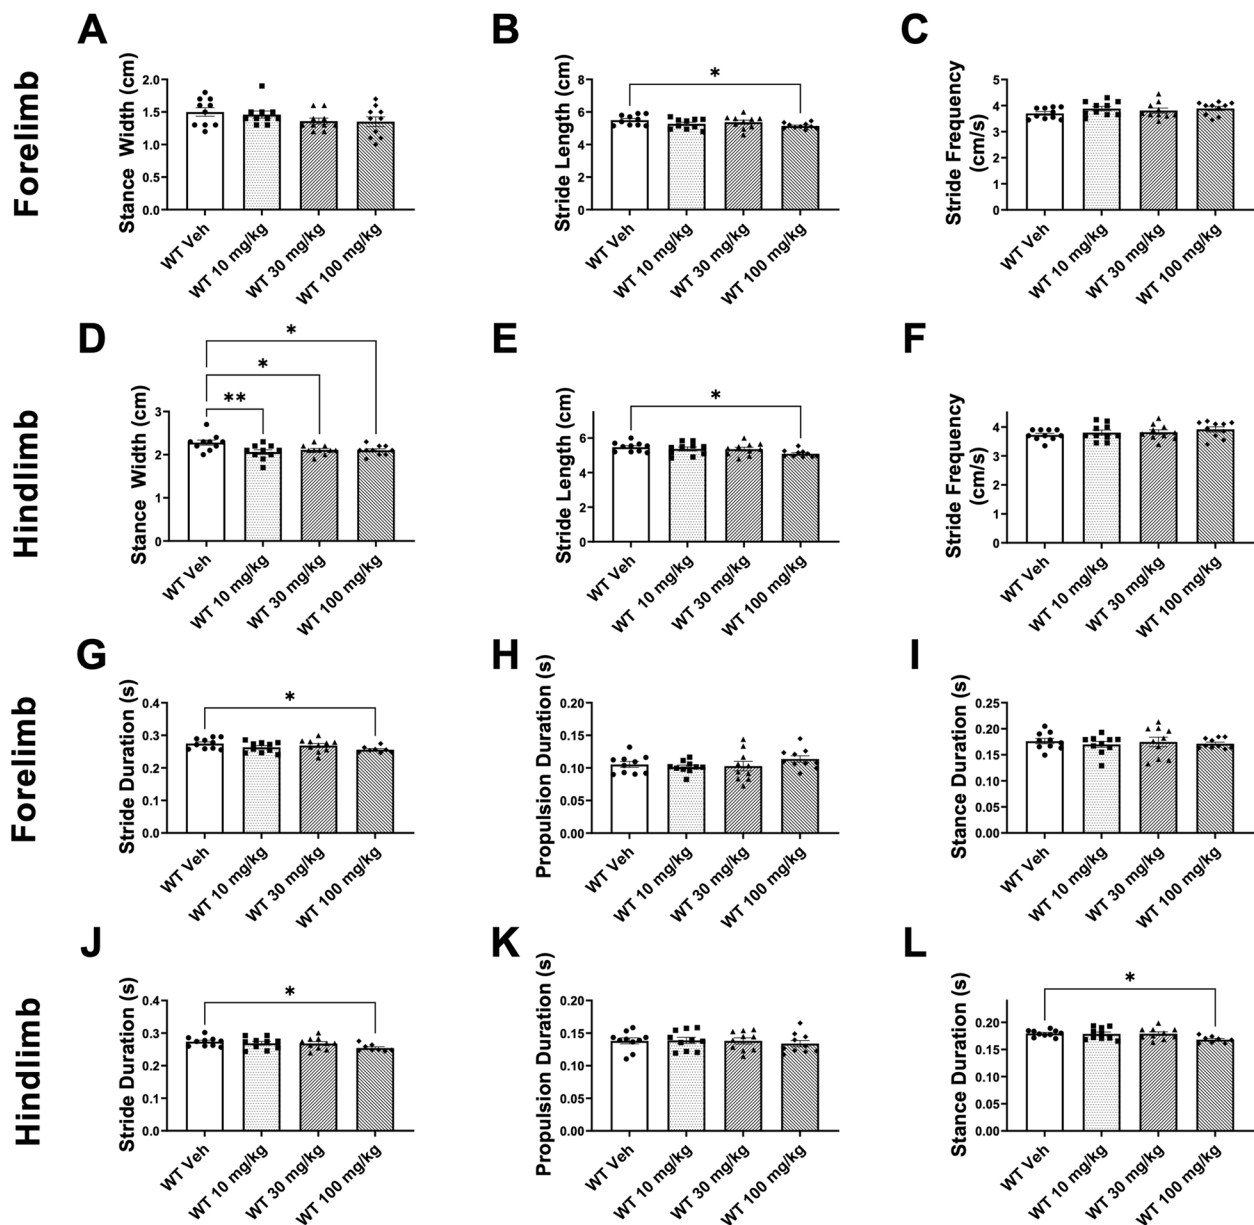 Forelimb
A
Stance Width (cm)
2.0
1.5
1.0
0.5
0.0
WT Veh
WT 10 mg/kg
WT 30 mg/kg
WT 100 mg/kg
B
Stride Length (cm)
8
6
4
2
0
*
WT Veh
WT 10 mg/kg
WT 30 mg/kg
WT 100 mg/kg
C
Stride Frequency
(cm/s)
5
4
3
2
1
0
WT Veh
WT 10 mg/kg
WT 30 mg/kg
WT 100 mg/kg
Hindlimb
D
Stance Width (cm)
3
2
1
0
*
*
**
WT Veh
WT 10 mg/kg
WT 30 mg/kg
WT 100 mg/kg
E
Stride Length (cm)
6
4
2
0
*
WT Veh
WT 10 mg/kg
WT 30 mg/kg
WT 100 mg/kg
F
Stride Frequency
(cm/s)
4
3
2
1
0
WT Veh
WT 10 mg/kg
WT 30 mg/kg
WT 100 mg/kg
Forelimb
G
Stride Duration (s)
0.4
0.3
0.2
0.1
0.0
*
WT Veh
WT 10 mg/kg
WT 30 mg/kg
WT 100 mg/kg
H
Propulsion Duration (s)
0.20
0.15
0.10
0.05
0.00
WT Veh
WT 10 mg/kg
WT 30 mg/kg
WT 100 mg/kg
I
Stance Duration (s)
0.25
0.20
0.15
0.10
0.05
0.00
WT Veh
WT 10 mg/kg
WT 30 mg/kg
WT 100 mg/kg
Hindlimb
J
Stride Duration (s)
0.4
0.3
0.2
0.1
0.0
*
WT Veh
WT 10 mg/kg
WT 30 mg/kg
WT 100 mg/kg
K
Propulsion Duration (s)
0.20
0.15
0.10
0.05
0.00
WT Veh
WT 10 mg/kg
WT 30 mg/kg
WT 100 mg/kg
L
Stance Duration (s)
0.20
0.15
0.10
0.05
0.00
*
WT Veh
WT 10 mg/kg
WT 30 mg/kg
WT 100 mg/kg